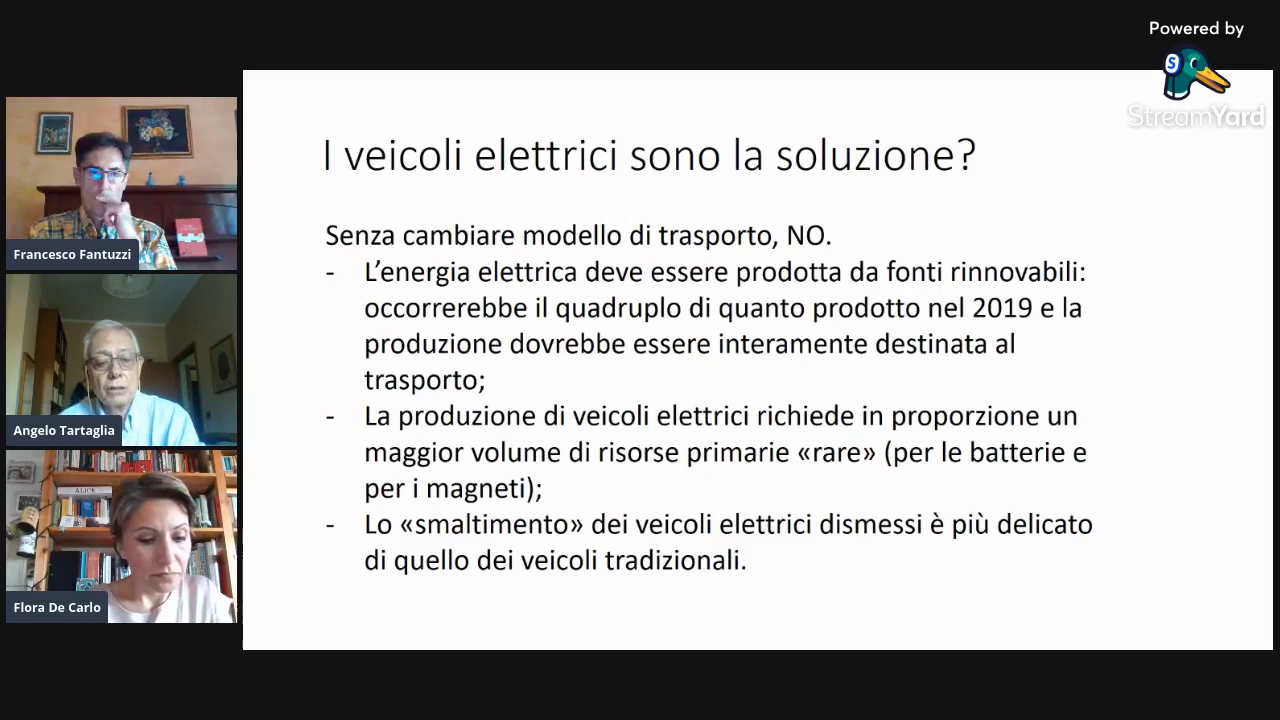 Powered by
StreamYard
I veicoli elettrici sono la soluzione?
Senza cambiare modello di trasporto, NO.
- L’energia elettrica deve essere prodotta da fonti rinnovabili:
occorrerebbe il quadruplo di quanto prodotto nel 2019 e la
produzione dovrebbe essere interamente destinata al
trasporto;
- La produzione di veicoli elettrici richiede in proporzione un
maggior volume di risorse primarie «rare» (per le batterie e
per i magneti);
- Lo «smaltimento» dei veicoli elettrici dismessi è più delicato
di quello dei veicoli tradizionali.
Francesco Fantuzzi
Angelo Tartaglia
ALICE
Flora De Carlo